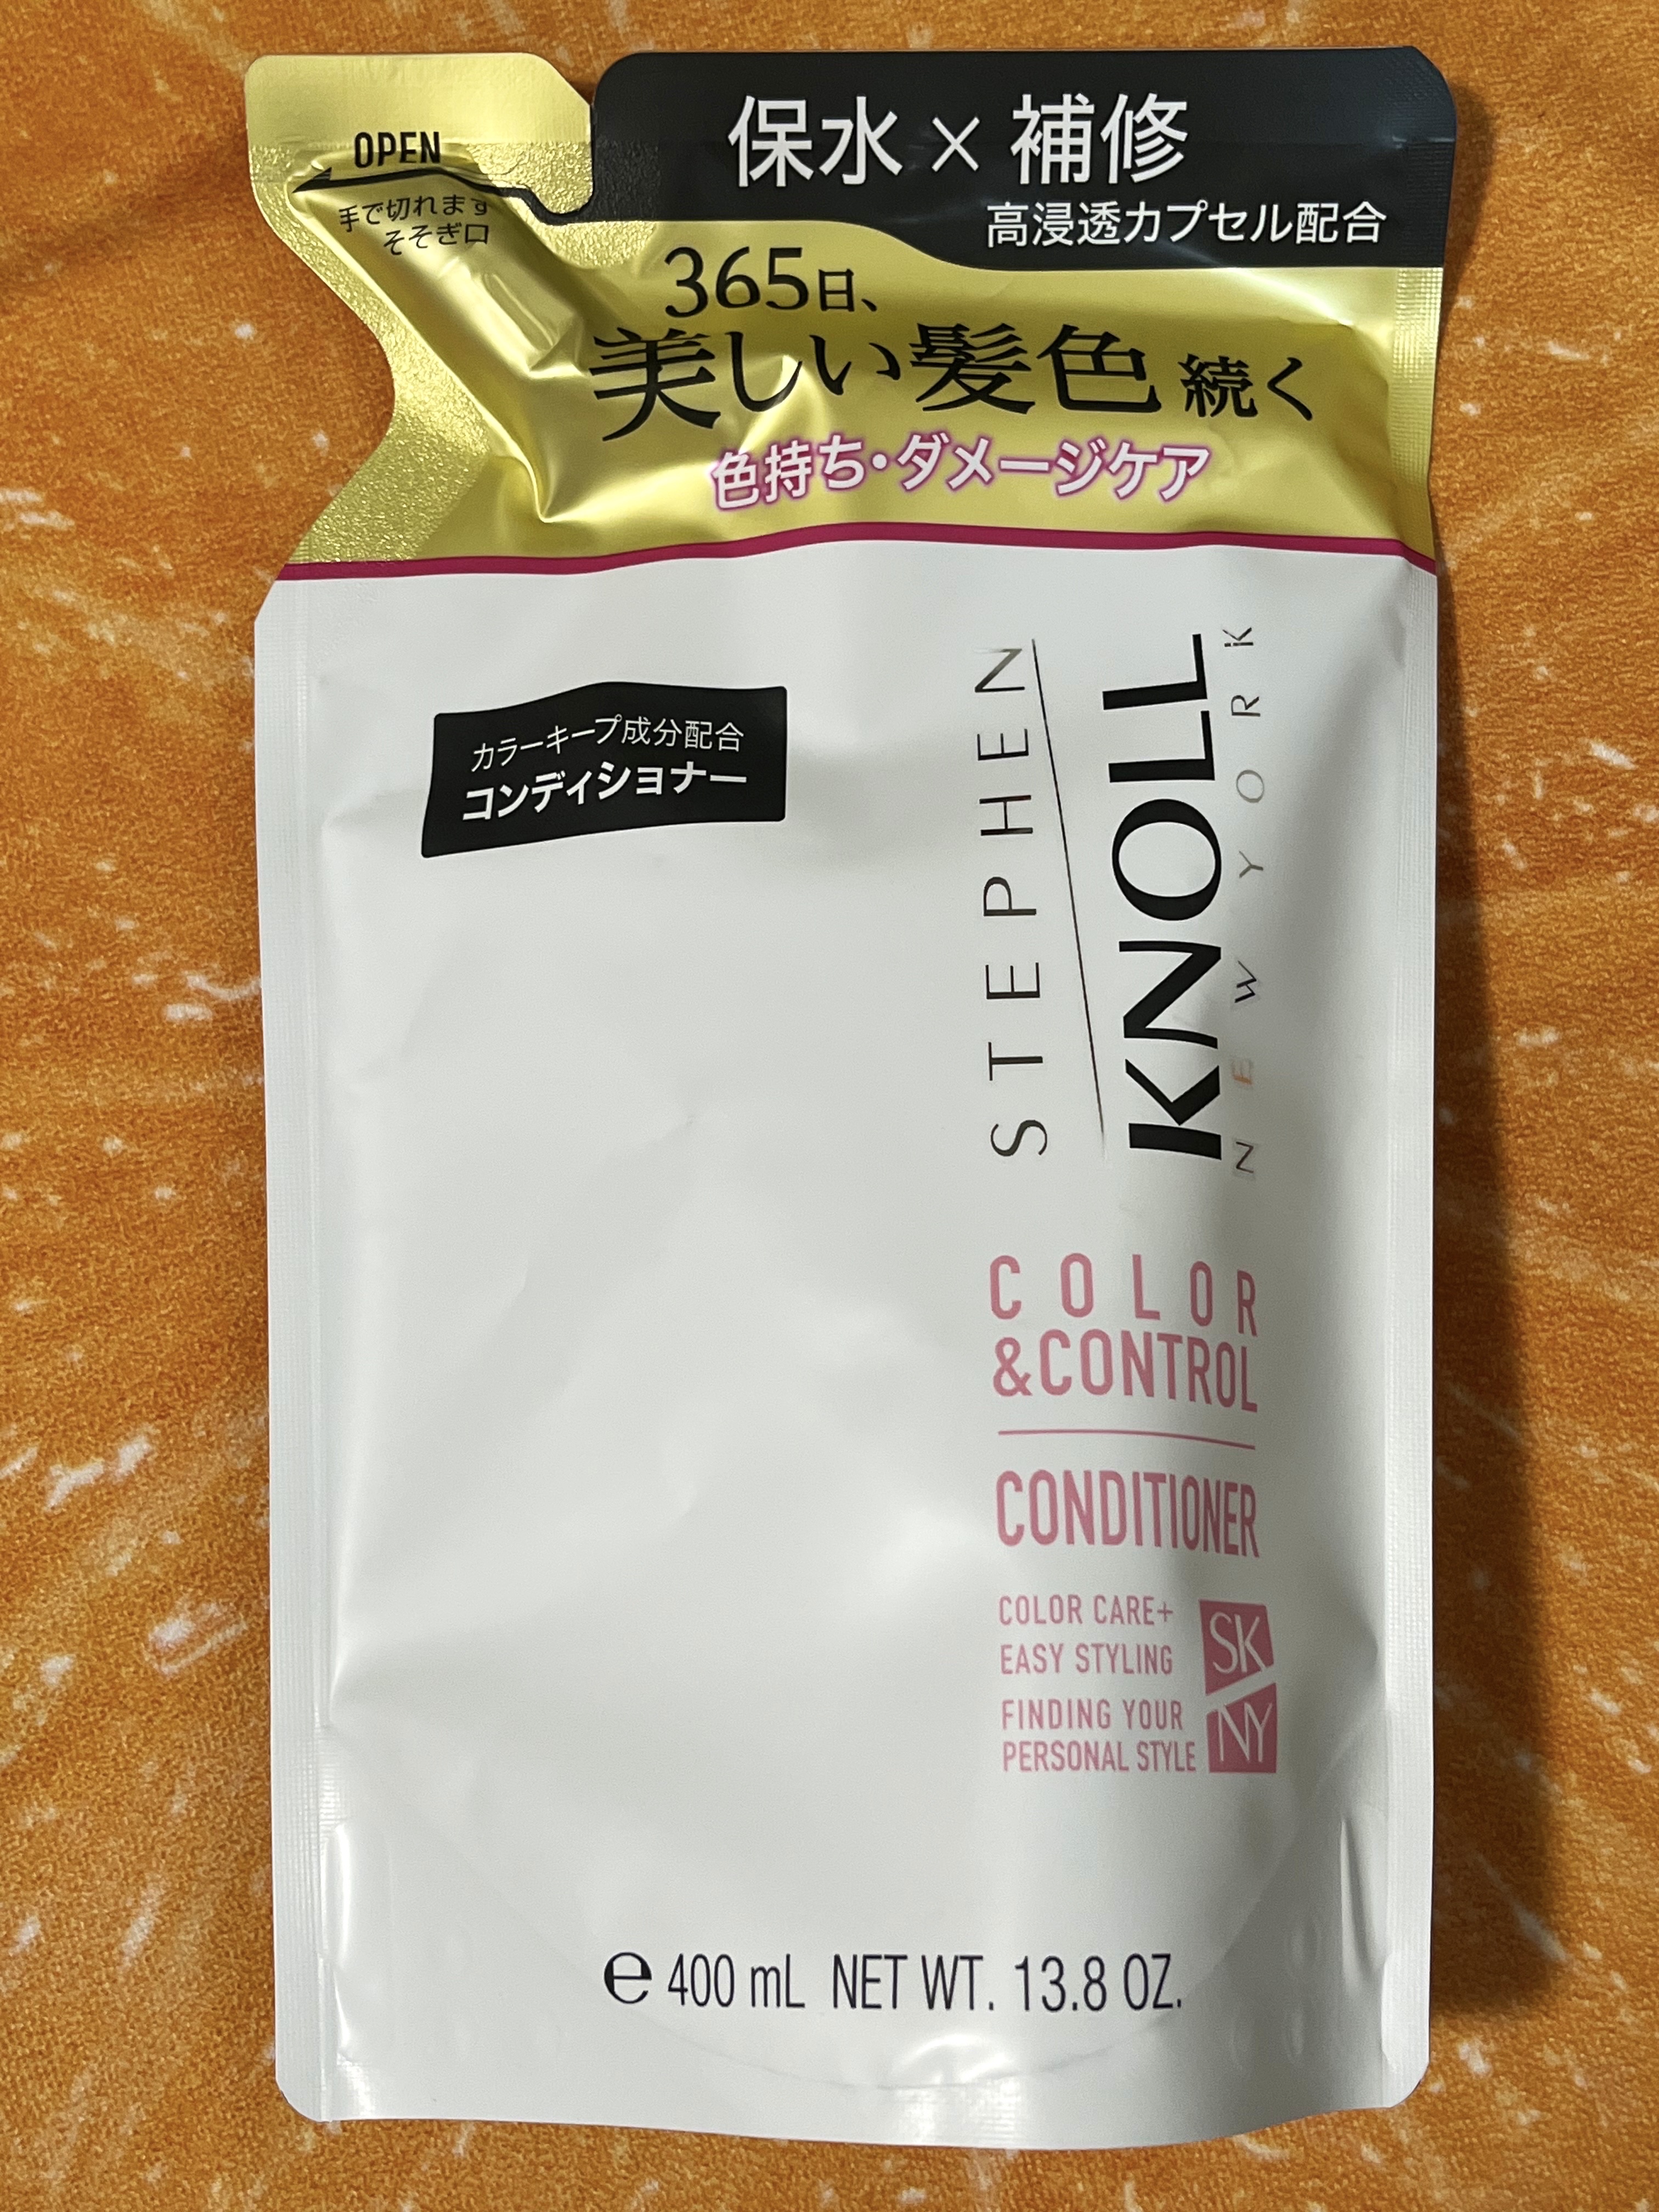 OPEN
手で切れます
そそぎ口
保水×補修
高浸透カプセル配合
365日、
美しい髪色続く
色持ち・ダメージケア
カラーキープ成分配合
コンディショナー
STEPHEN
KNOLL
NEW YORK
COLOR
&CONTROL
CONDITIONER
COLOR CARE+
EASY STYLING
FINDING YOUR
PERSONAL STYLE
SK
NY
℮ 400 mL NET WT. 13.8 OZ.